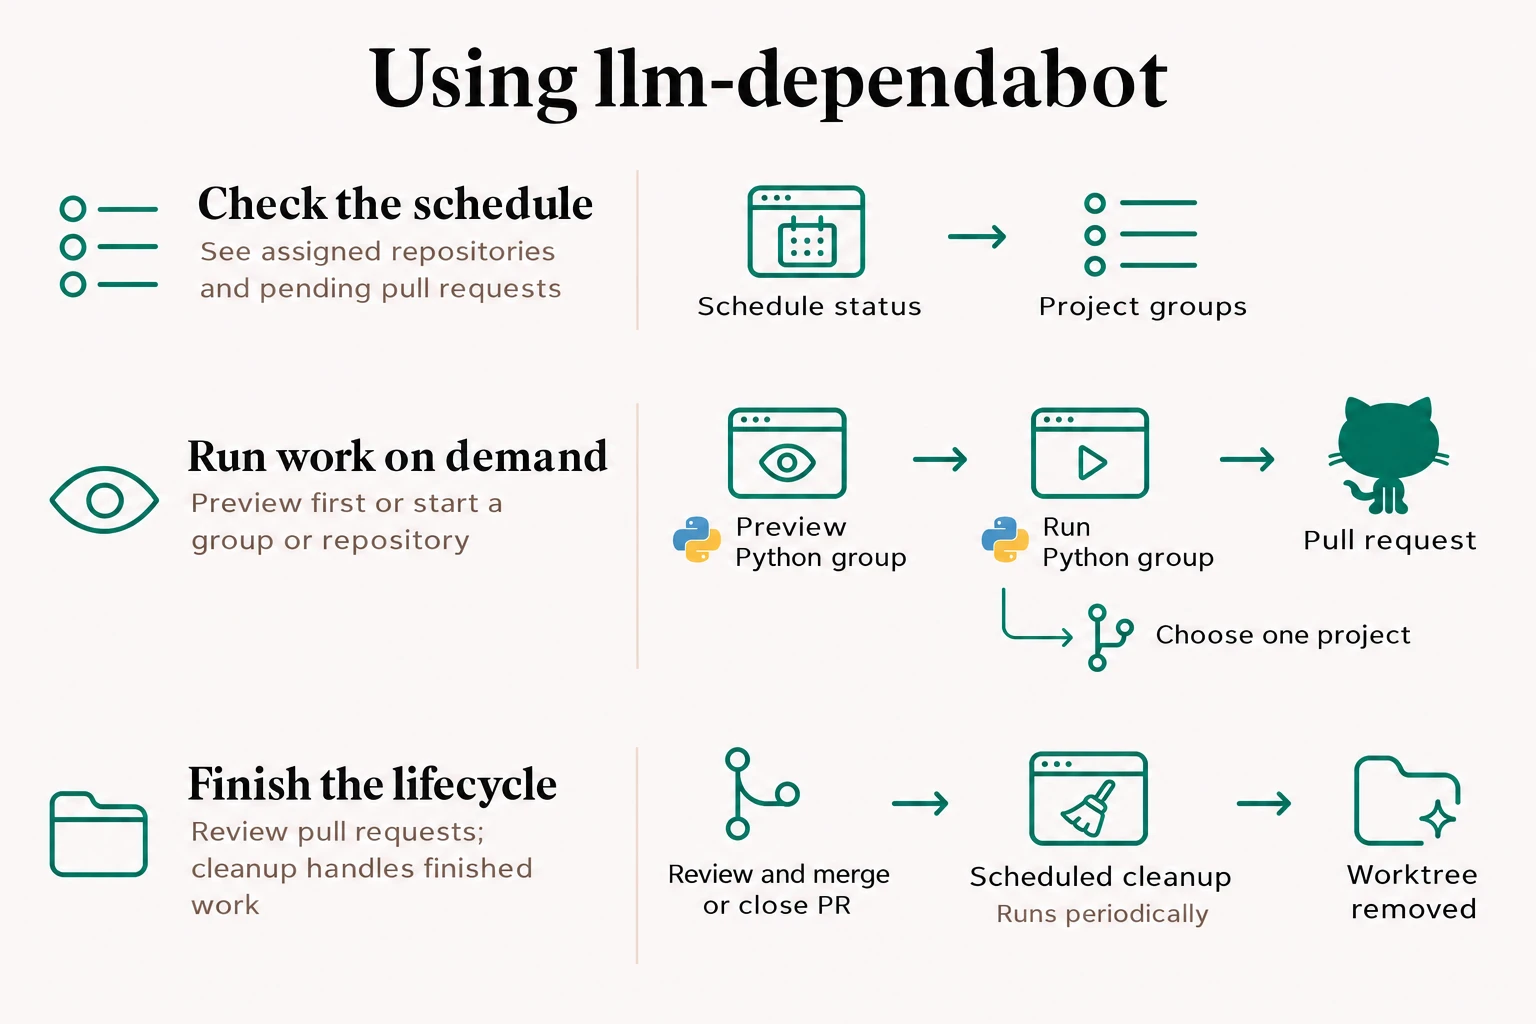 Using llm-dependabot
Check the schedule
See assigned repositories
and pending pull requests
Schedule status
Project groups
Run work on demand
Preview first or start a
group or repository
Preview
Python group
Run
Python group
Pull request
Choose one project
Finish the lifecycle
Review pull requests;
cleanup handles finished
work
Review and merge
or close PR
Scheduled cleanup
Runs periodically
Worktree
removed